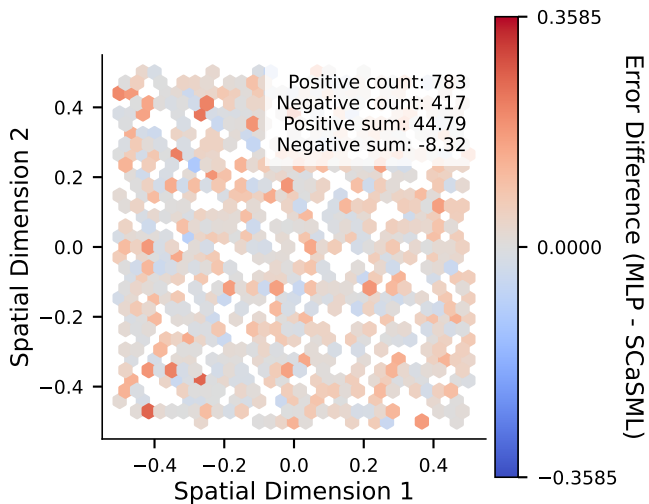 Positive count: 783
Negative count: 417
Positive sum: 44.79
Negative sum: -8.32
0.4
0.2
0.0
−0.2
−0.4
Spatial Dimension 2
−0.4
−0.2
0.0
0.2
0.4
Spatial Dimension 1
0.3585
0.0000
−0.3585
Error Difference (MLP - SCaSML)